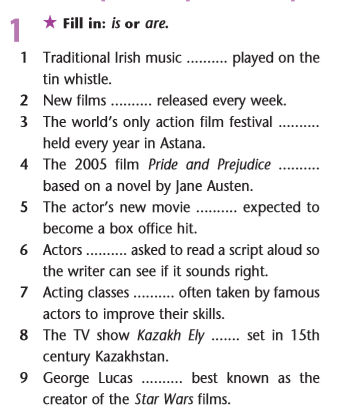 1 ★ Fill in: is or are.
1 Traditional Irish music .......... played on the
tin whistle.
2 New films .......... released every week.
3 The world's only action film festival ..........
held every year in Astana.
4 The 2005 film Pride and Prejudice ..........
based on a novel by Jane Austen.
5 The actor's new movie .......... expected to
become a box office hit.
6 Actors .......... asked to read a script aloud so
the writer can see if it sounds right.
7 Acting classes .......... often taken by famous
actors to improve their skills.
8 The TV show Kazakh Ely ....... set in 15th
century Kazakhstan.
9 George Lucas .......... best known as the
creator of the Star Wars films.